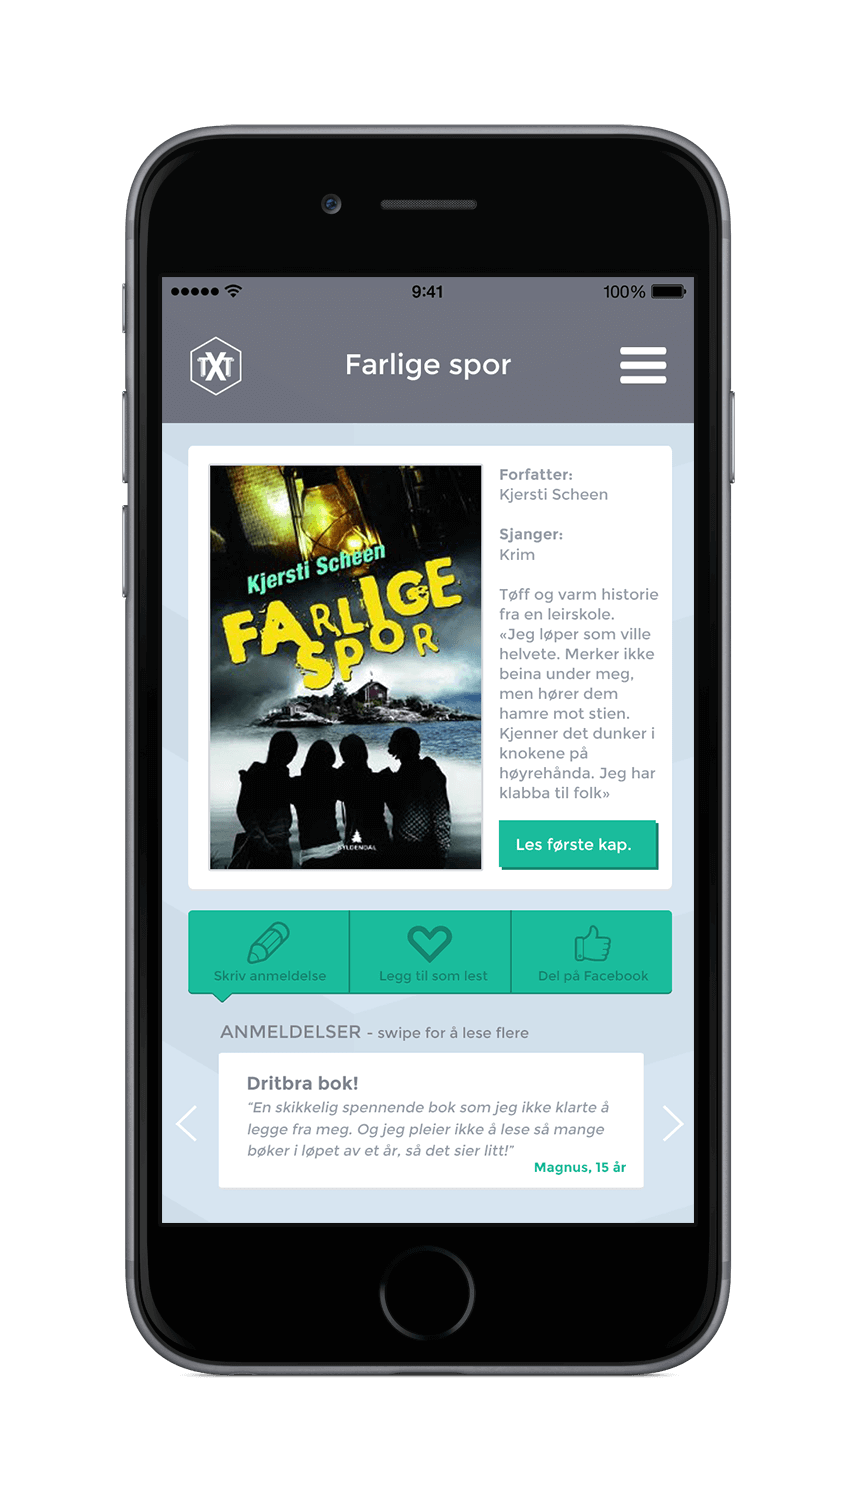 9:41
100%
TXT
Farlige spor
Kjersti Scheen
FARLIGE
SPOR
GYLDENDAL
Forfatter:
Kjersti Scheen
Sjanger:
Krim
Tøff og varm historie
fra en leirskole.
«Jeg løper som ville
helvete. Merker ikke
beina under meg,
men hører dem
hamre mot stien.
Kjenner det dunker i
knokene på
høyrehånda. Jeg har
klabba til folk»
Les første kap.
Skriv anmeldelse
Legg til som lest
Del på Facebook
ANMELDELSER - swipe for å lese flere
Dritbra bok!
"En skikkelig spennende bok som jeg ikke klarte å
legge fra meg. Og jeg pleier ikke å lese så mange
bøker i løpet av et år, så det sier litt!"
Magnus, 15 år